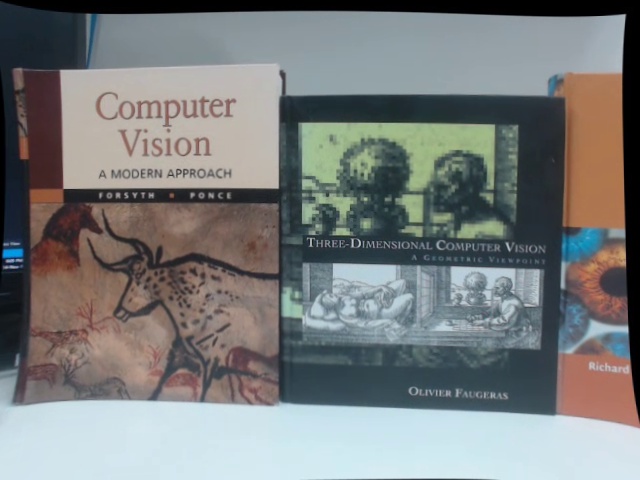 Computer
Vision
A MODERN APPROACH
FORSYTH ■ PONCE
THREE-DIMENSIONAL COMPUTER VISION
A GEOMETRIC VIEWPOINT
OLIVIER FAUGERAS
Richard